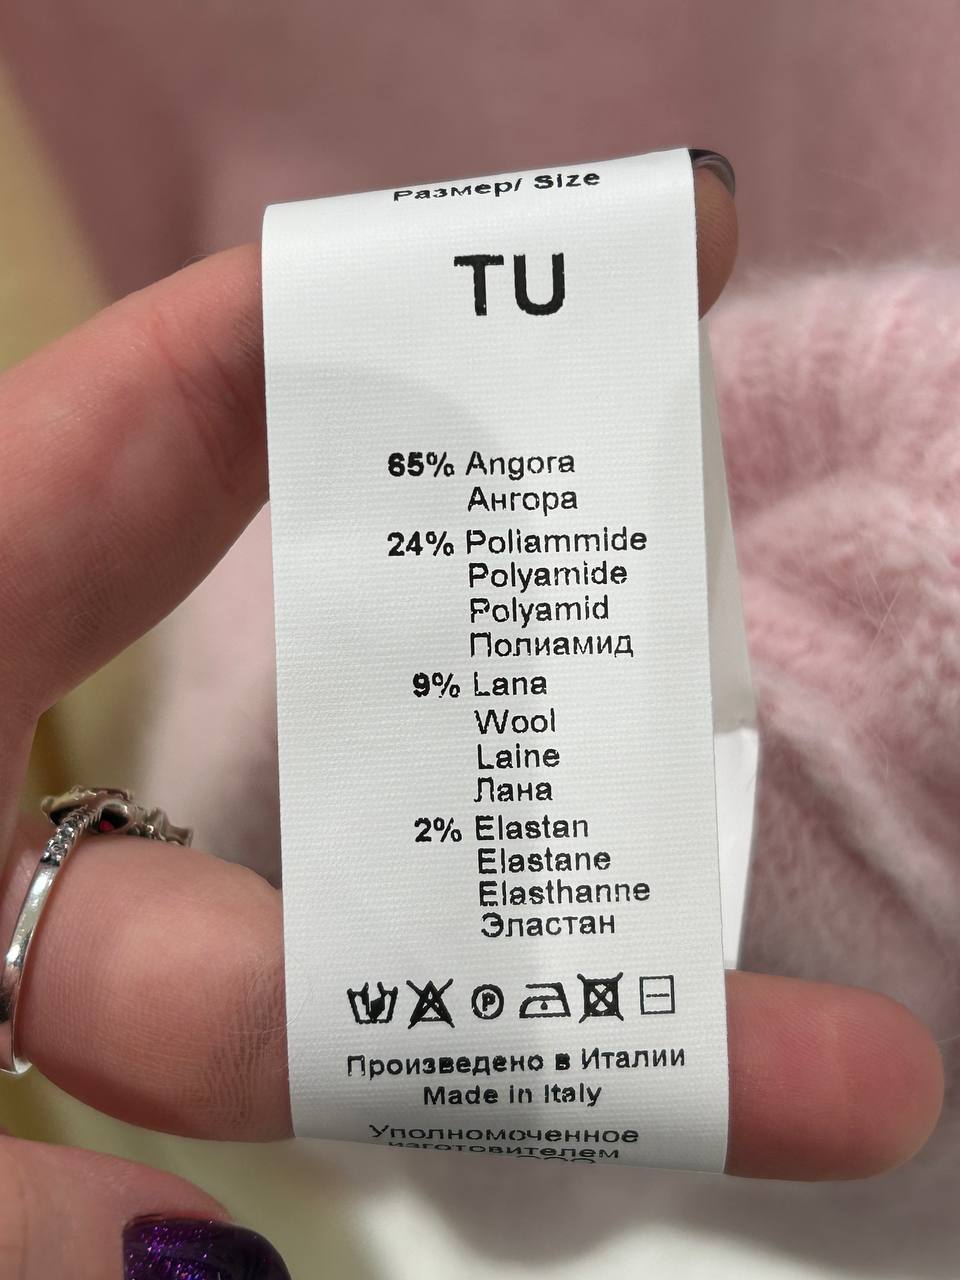 Размер/ Size
TU
65% Angora
Ангора
24% Poliammide
Polyamide
Polyamid
Полиамид
9% Lana
Wool
Laine
Лана
2% Elastan
Elastane
Elasthanne
Эластан
P
Произведено в Италии
Made in Italy
Уполномоченное
изготовителем